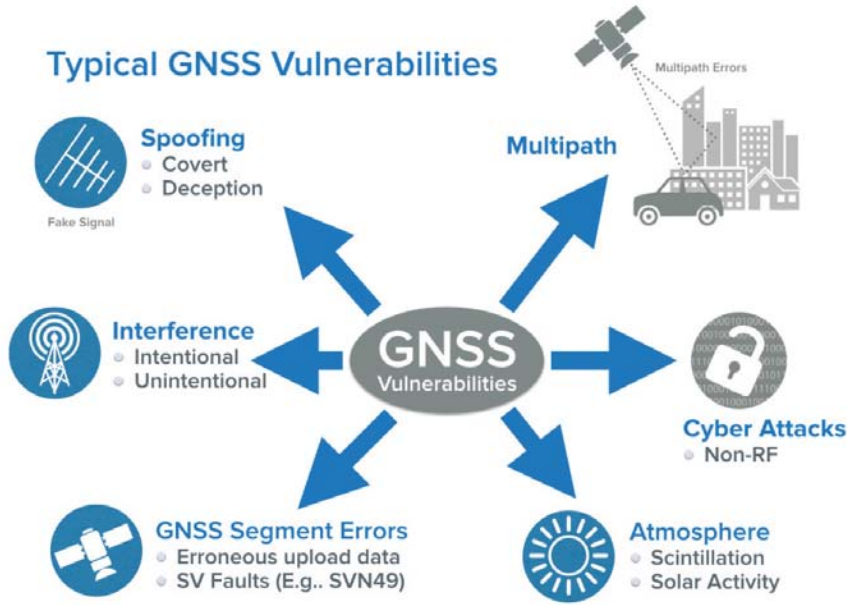 Typical GNSS Vulnerabilities
Multipath Errors
Spoofing
Covert
Deception
Fake Signal
Multipath
Interference
Intentional
Unintentional
GNSS
Vulnerabilities
Cyber Attacks
Non-RF
GNSS Segment Errors
Erroneous upload data
SV Faults (E.g.. SVN49)
Atmosphere
Scintillation
Solar Activity